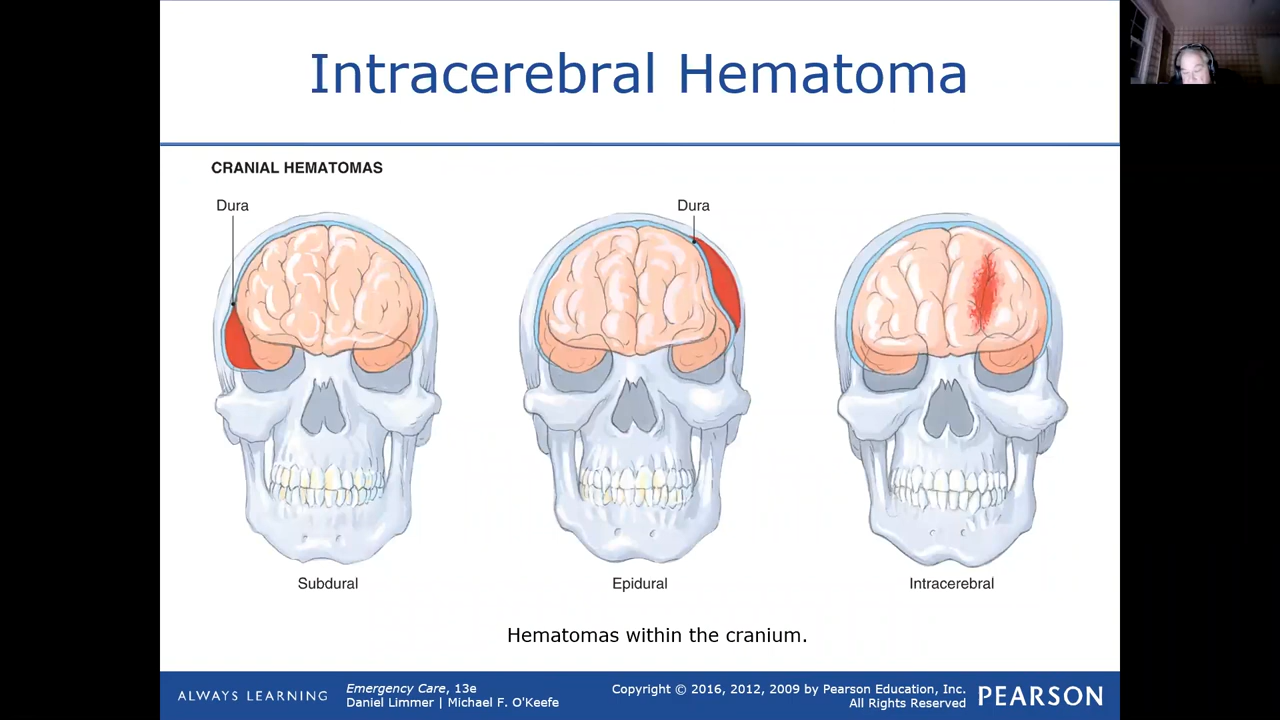 Intracerebral Hematoma
CRANIAL HEMATOMAS
Dura
Dura
Subdural
Epidural
Intracerebral
Hematomas within the cranium.
ALWAYS LEARNING
Emergency Care, 13e
Daniel Limmer | Michael F. O'Keefe
Copyright © 2016, 2012, 2009 by Pearson Education, Inc.
All Rights Reserved
PEARSON